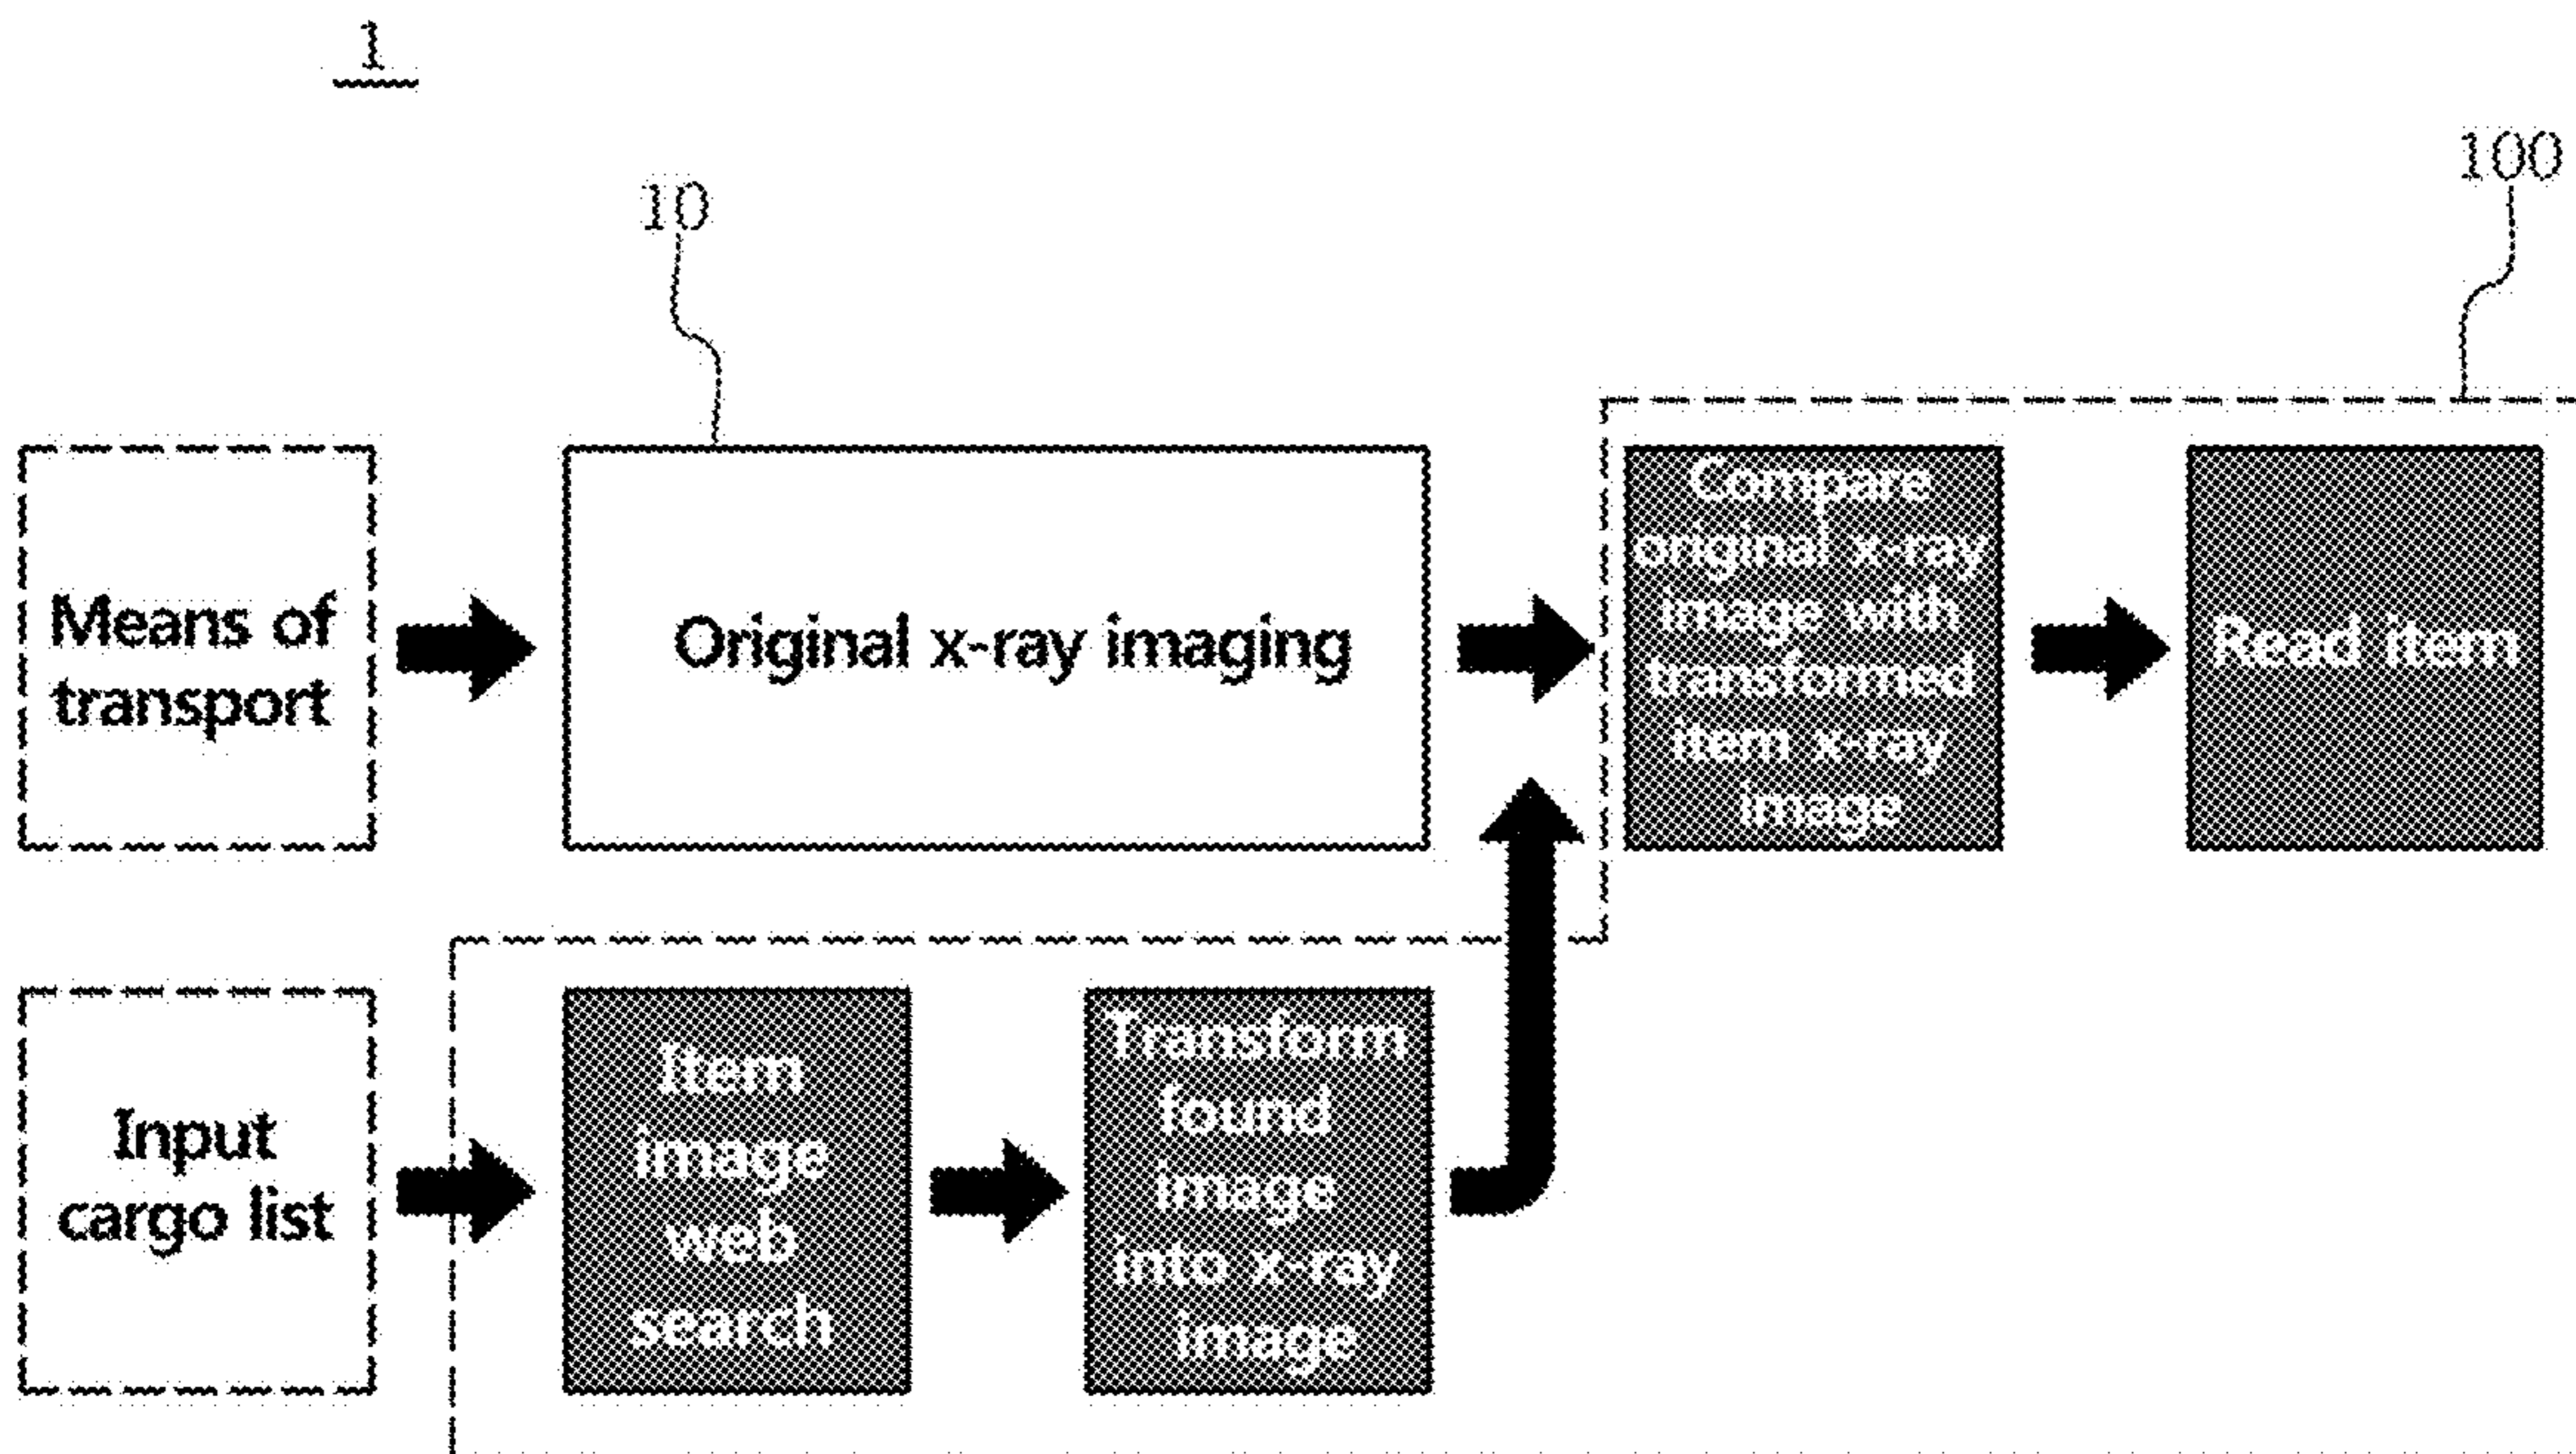 1
10
100
Means of
transport
Original x-ray imaging
Compare
original x-ray
image with
transformed
item x-ray
image
Read item
Input
cargo list
Item
image
web
search
Transform
found
image
into x-ray
image